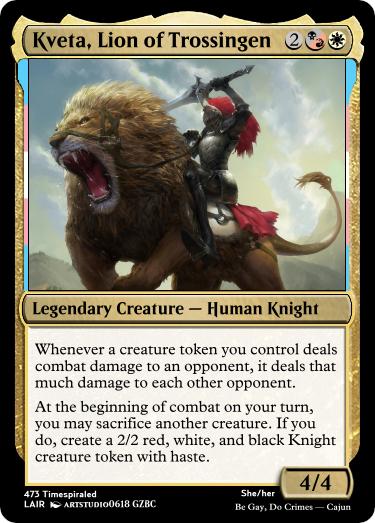 Kveta, Lion of Trossingen 2
Legendary Creature — Human Knight
Whenever a creature token you control deals
combat damage to an opponent, it deals that
much damage to each other opponent.
At the beginning of combat on your turn,
you may sacrifice another creature. If you
do, create a 2/2 red, white, and black Knight
creature token with haste.
4/4
473 Timespiraled
She/her
LAIR ARTSTUDIO0618 GZBC
Be Gay, Do Crimes — Cajun